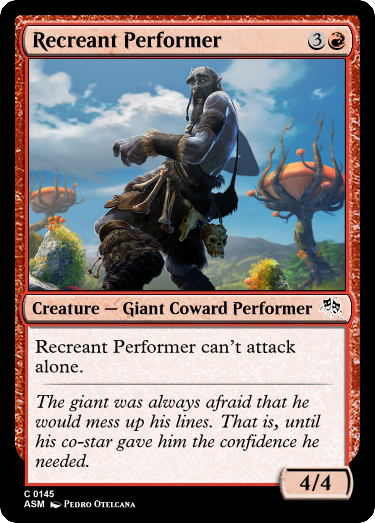 Recreant Performer 3
Creature — Giant Coward Performer
Recreant Performer can't attack
alone.
The giant was always afraid that he
would mess up his lines. That is, until
his co-star gave him the confidence he
needed.
4/4
C 0145
ASM Pedro Otelcana